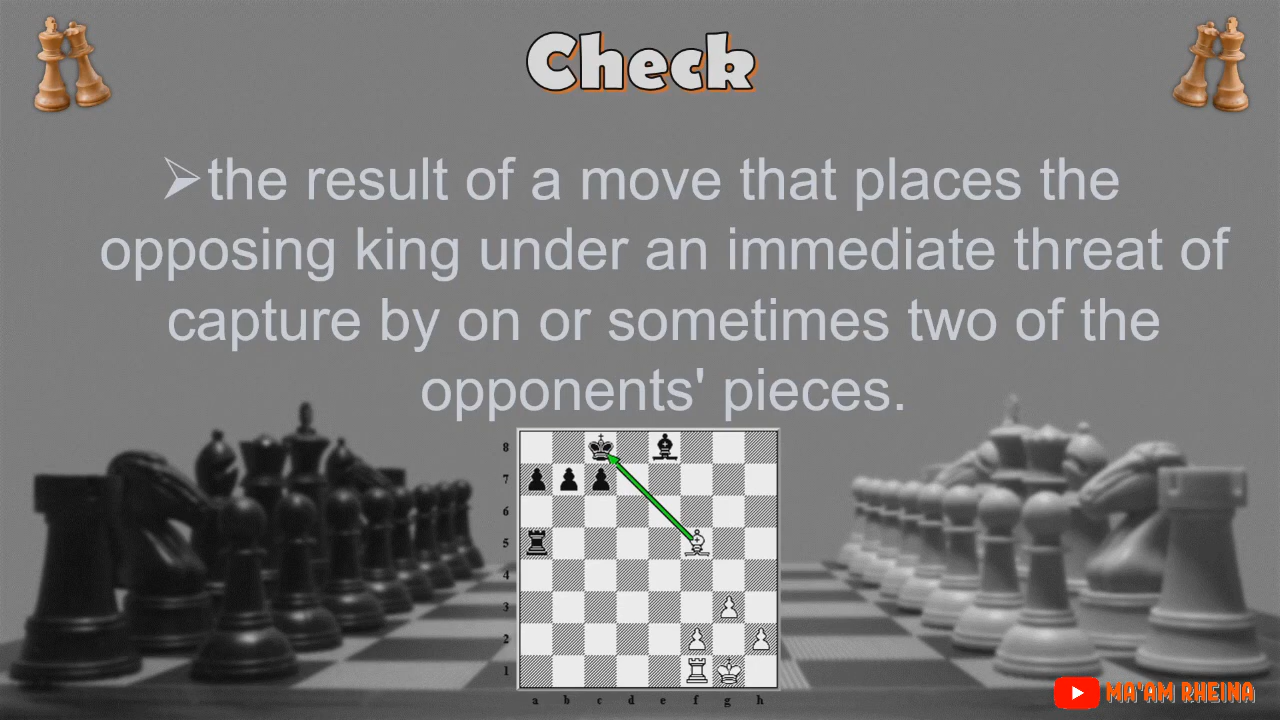 Check
➢the result of a move that places the
opposing king under an immediate threat of
capture by on or sometimes two of the
opponents' pieces.
8
7
6
5
4
3
2
1
a b c d e f g h
MA'AM RHEINA